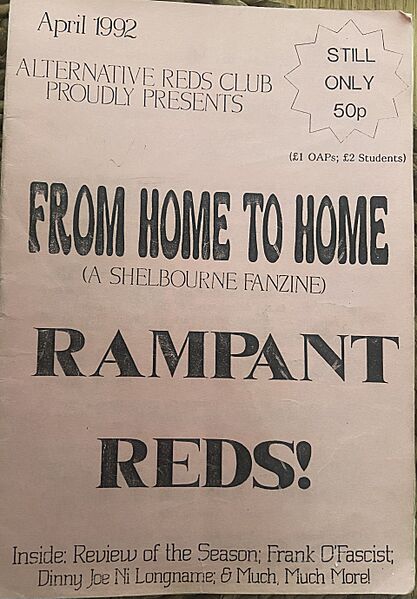 April 1992
ALTERNATIVE REDS CLUB
PROUDLY PRESENTS
STILL
ONLY
50p
(£1 OAPs; £2 Students)
FROM HOME TO HOME
(A SHELBOURNE FANZINE)
RAMPANT
REDS!
Inside: Review of the Season; Frank O'Fascist;
Dinny Joe Ni Longname; & Much, Much More!